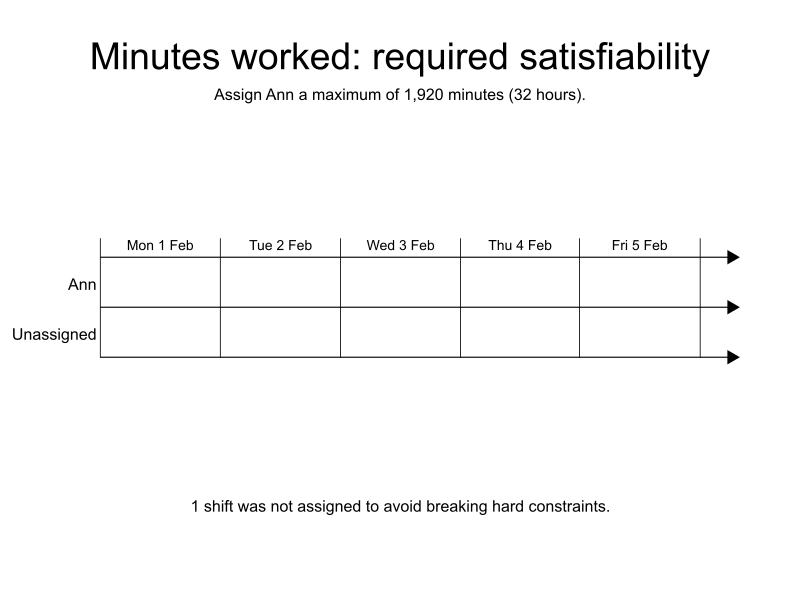 Minutes worked: required satisfiability
Assign Ann a maximum of 1,920 minutes (32 hours).
Mon 1 Feb Tue 2 Feb Wed 3 Feb Thu 4 Feb Fri 5 Feb
Ann
Unassigned
1 shift was not assigned to avoid breaking hard constraints.